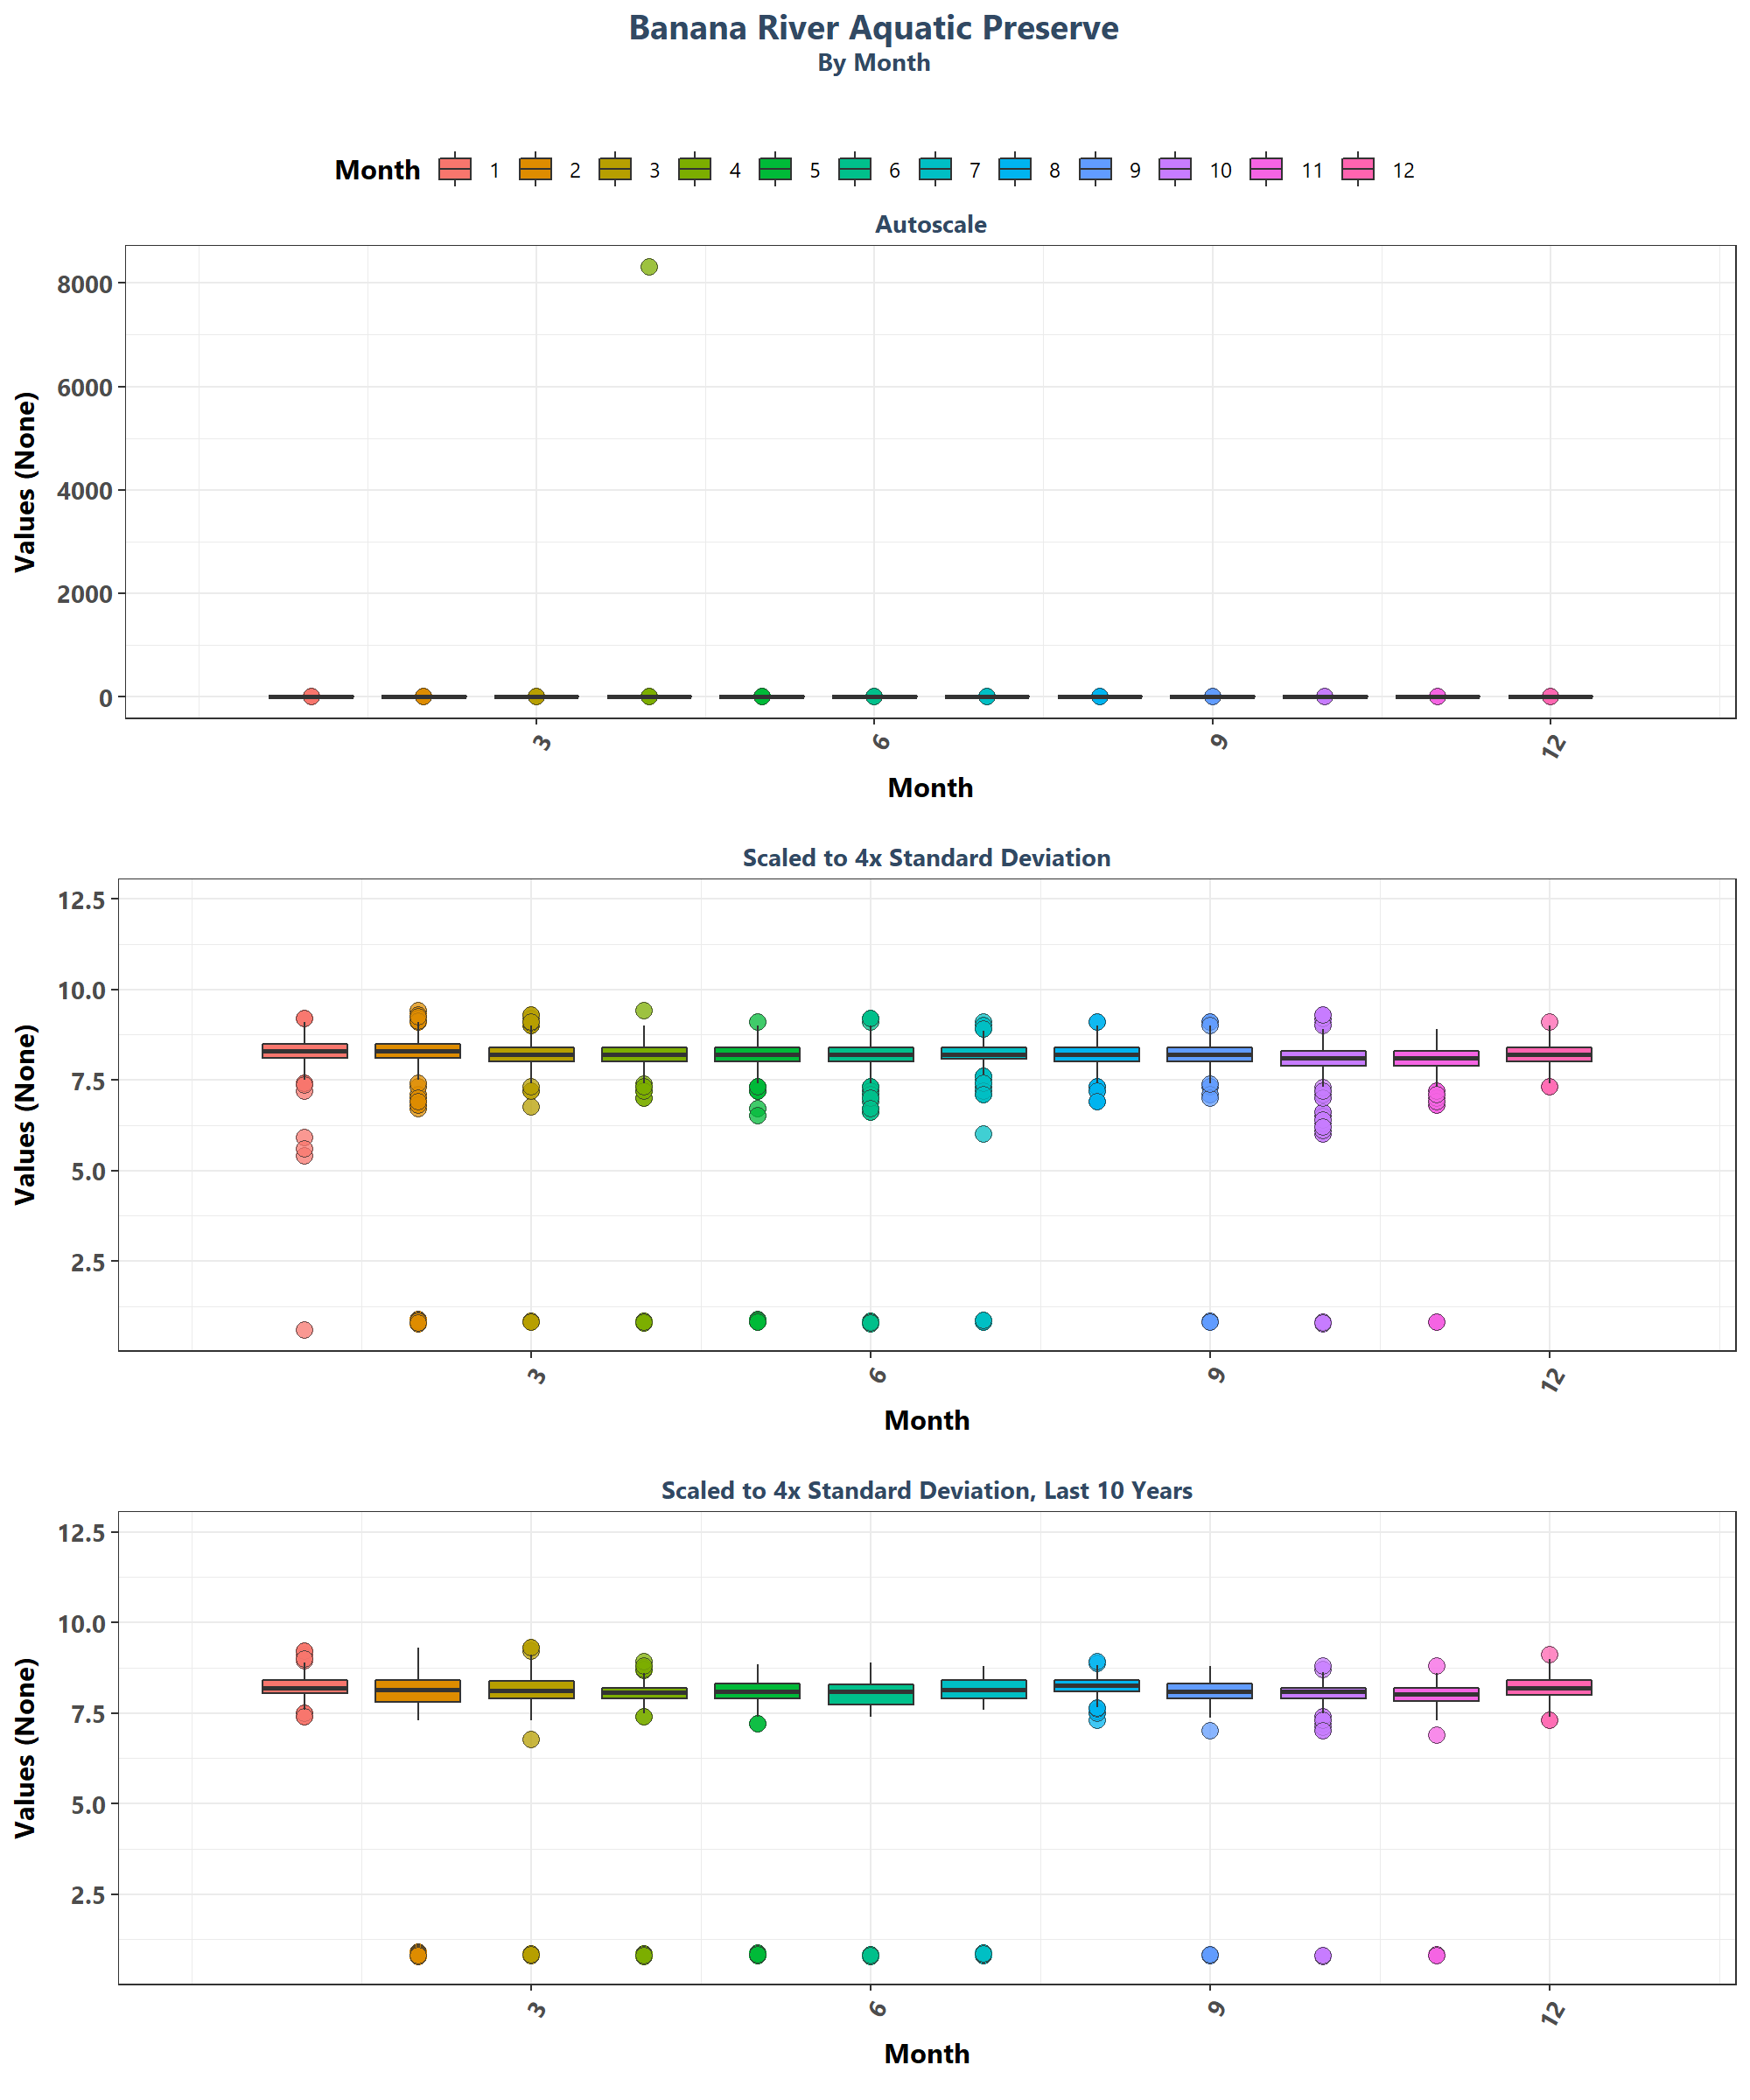 Banana River Aquatic Preserve
By Month
Month 1 2 3 4 5 6 7 8 9 10 11 12
Autoscale
8000
6000
4000
2000
0
Values (None)
3 6 9 12
Month
Scaled to 4x Standard Deviation
12.5
10.0
7.5
5.0
2.5
Values (None)
3 6 9 12
Month
Scaled to 4x Standard Deviation, Last 10 Years
12.5
10.0
7.5
5.0
2.5
Values (None)
3 6 9 12
Month